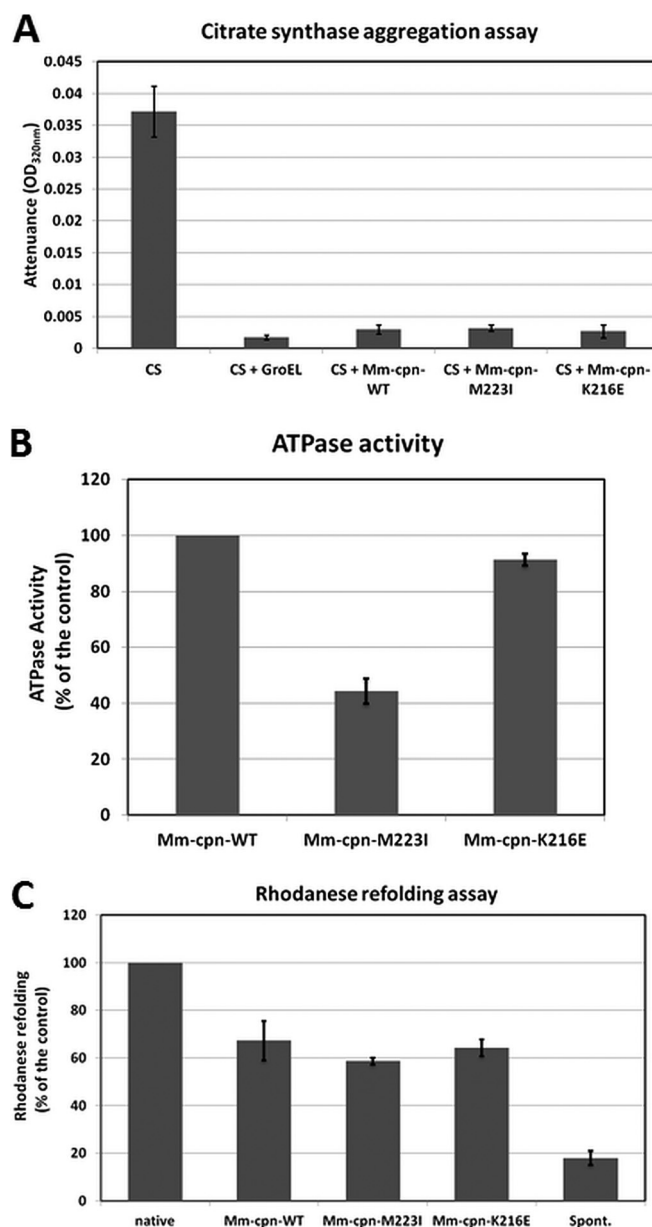 A
Citrate synthase aggregation assay
Attenuance (OD320nm)
0.045
0.04
0.035
0.03
0.025
0.02
0.015
0.01
0.005
0
CS
CS + GroEL
CS + Mm-cpn-
WT
CS + Mm-cpn-
M223I
CS + Mm-cpn-
K216E
B
ATPase activity
ATPase Activity
(% of the control)
120
100
80
60
40
20
0
Mm-cpn-WT
Mm-cpn-M223I
Mm-cpn-K216E
C
Rhodanese refolding assay
Rhodanese refolding
(% of the control)
120
100
80
60
40
20
0
native
Mm-cpn-WT
Mm-cpn-M223I
Mm-cpn-K216E
Spont.